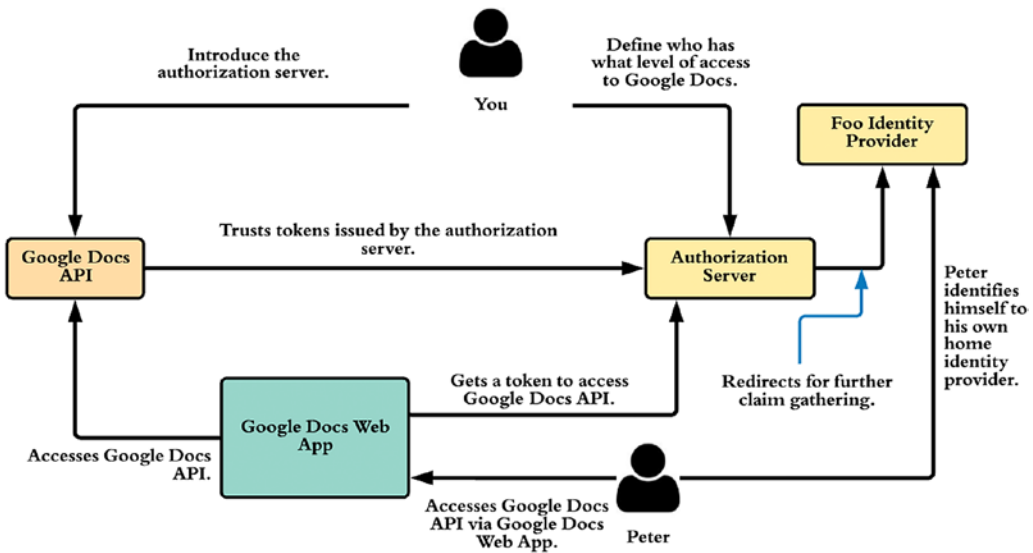 Introduce the
authorization server.
You
Define who has
what level of access
to Google Docs.
Foo Identity
Provider
Google Docs
API
Trusts tokens issued by the authorization
server.
Authorization
Server
Peter
identifies
himself to
his own
home
identity
provider.
Redirects for further
claim gathering.
Gets a token to access
Google Docs API.
Google Docs Web
App
Accesses Google Docs
API.
Accesses Google Docs
API via Google Docs
Web App.
Peter